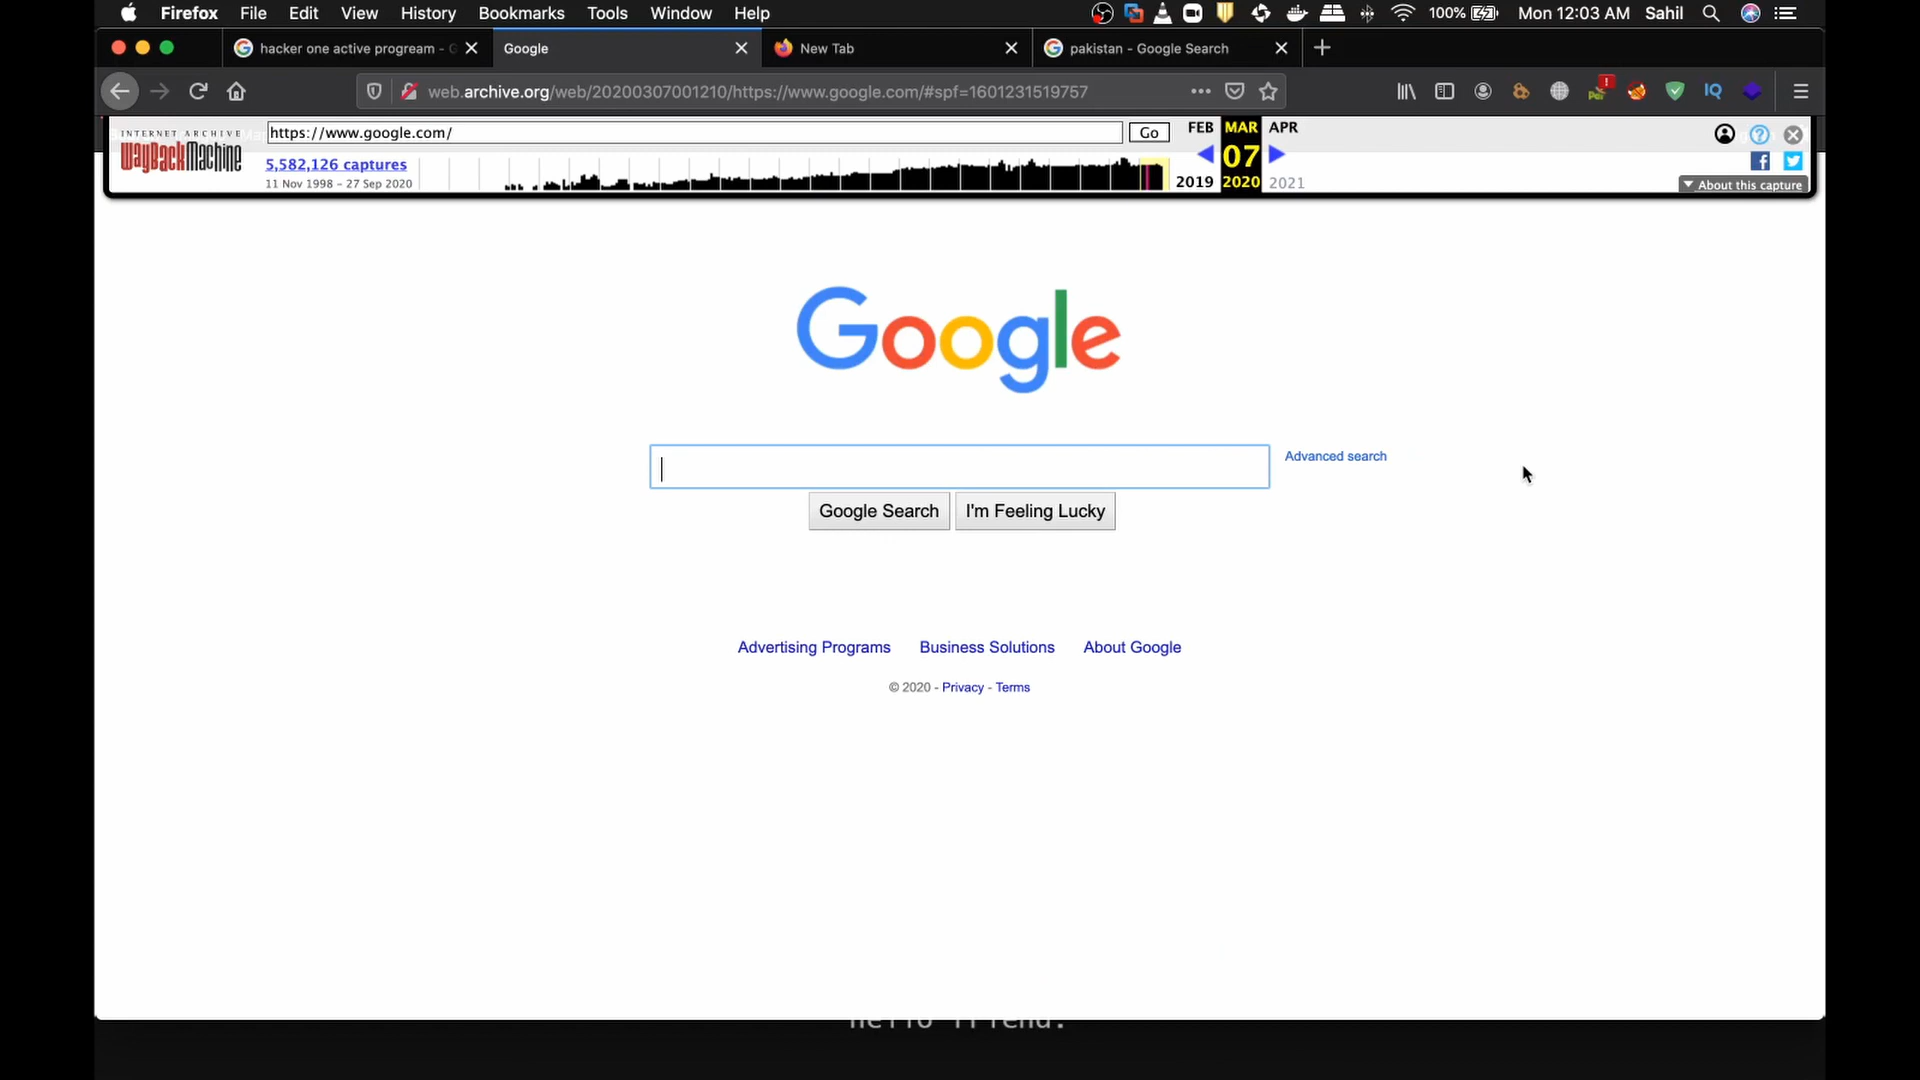 Firefox File Edit View History Bookmarks Tools Window Help 100% Mon 12:03 AM Sahil
hacker one active progream - G
Google
New Tab
pakistan - Google Search
web.archive.org/web/20200307001210/https://www.google.com/#spf=1601231519757
INTERNET ARCHIVE
WayBackMachine
https://www.google.com/
Go
FEB MAR APR
5,582,126 captures
07
11 Nov 1998 – 27 Sep 2020
2019 2020 2021
About this capture
Google
Advanced search
Google Search
I'm Feeling Lucky
Advertising Programs
Business Solutions
About Google
© 2020 - Privacy - Terms